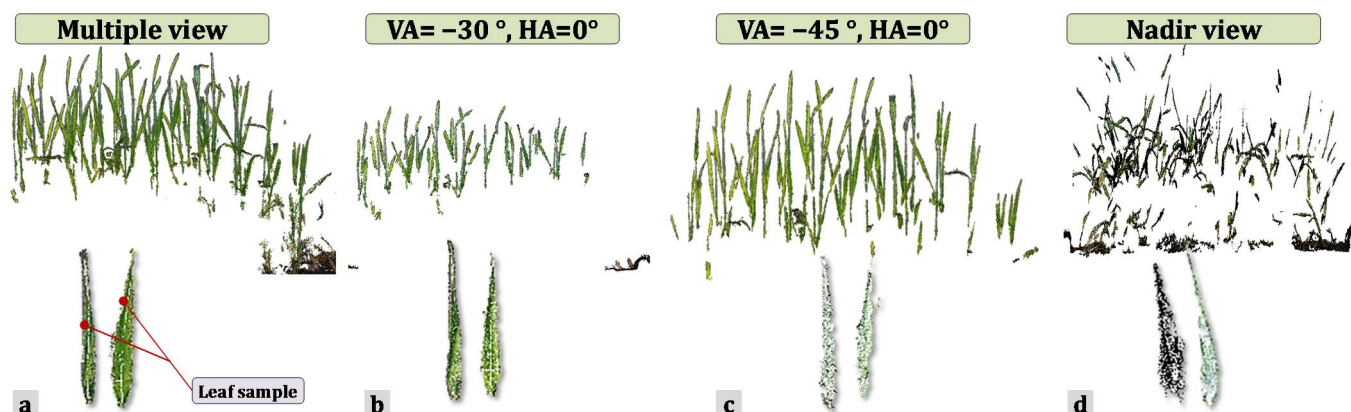 Multiple view
VA= −30 °, HA=0°
VA= −45 °, HA=0°
Nadir view
Leaf sample
a
b
c
d